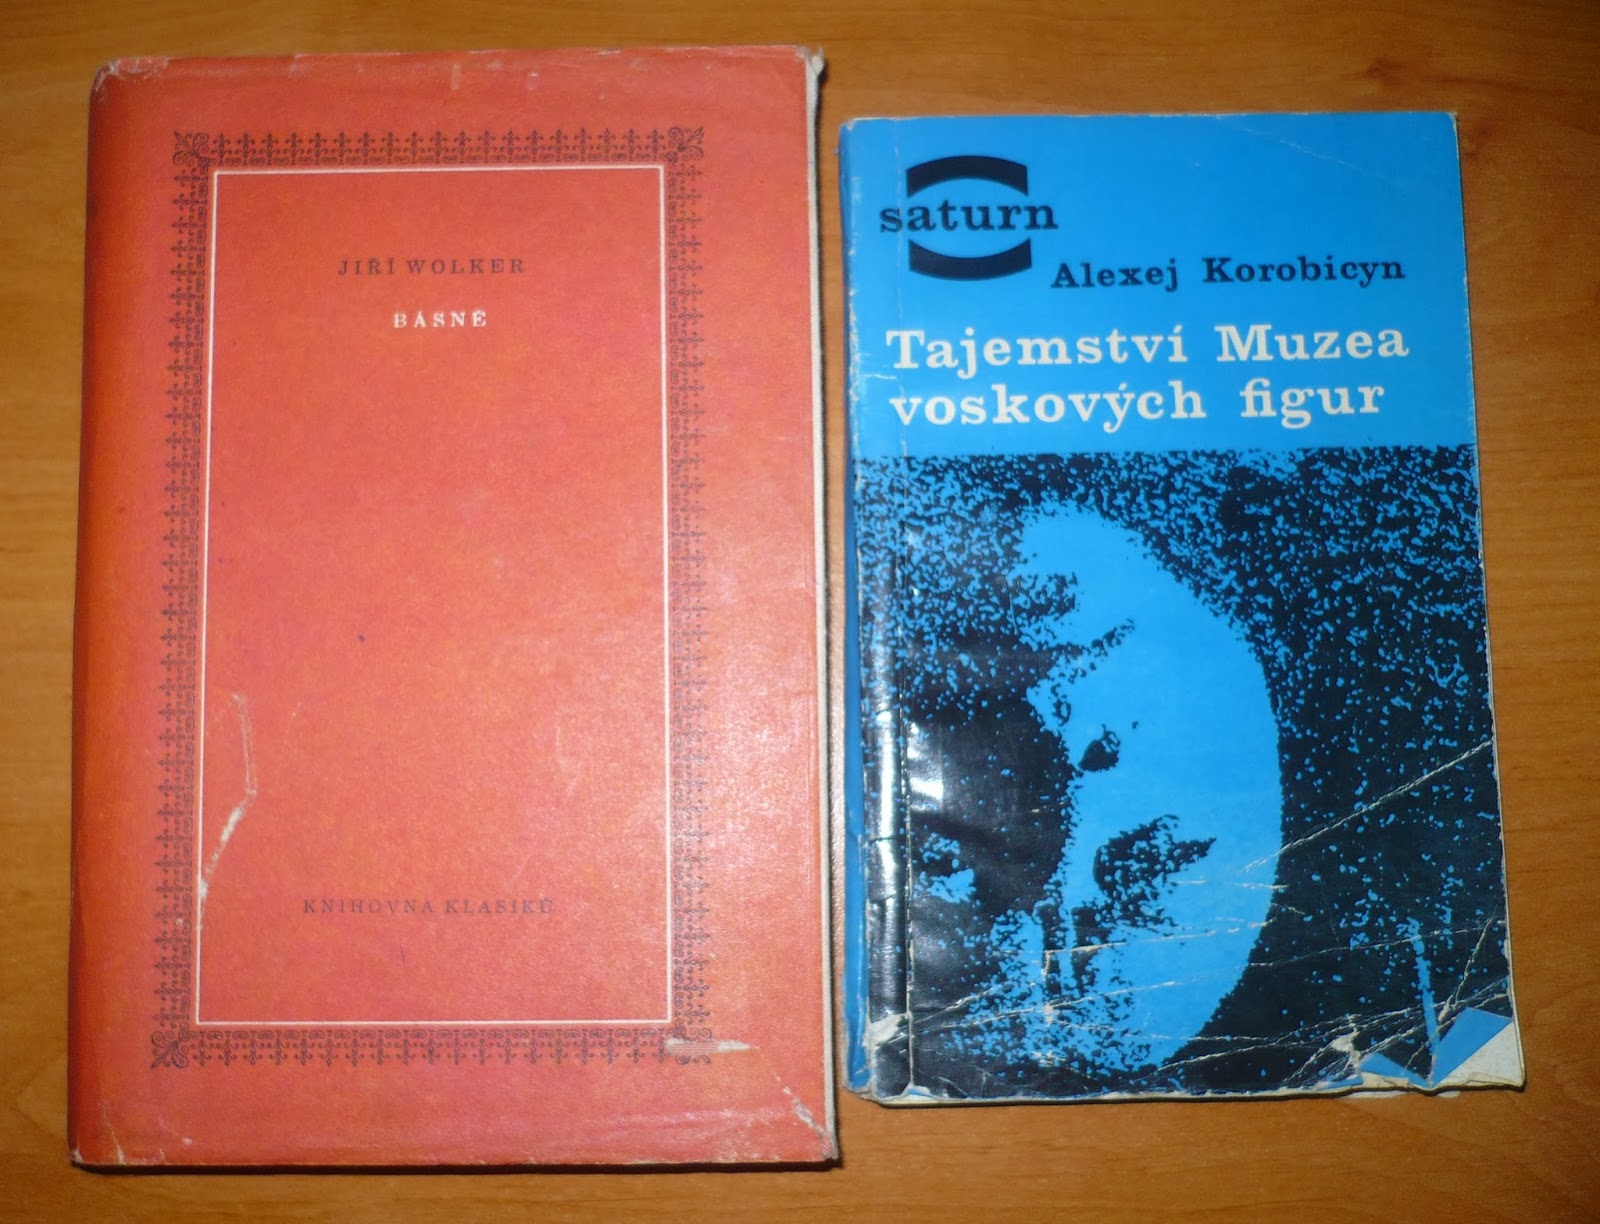 JIŘÍ WOLKER
BÁSNĚ
KNIHOVNA KLASIKŮ
saturn
Alexej Korobicyn
Tajemství Muzea
voskových figur